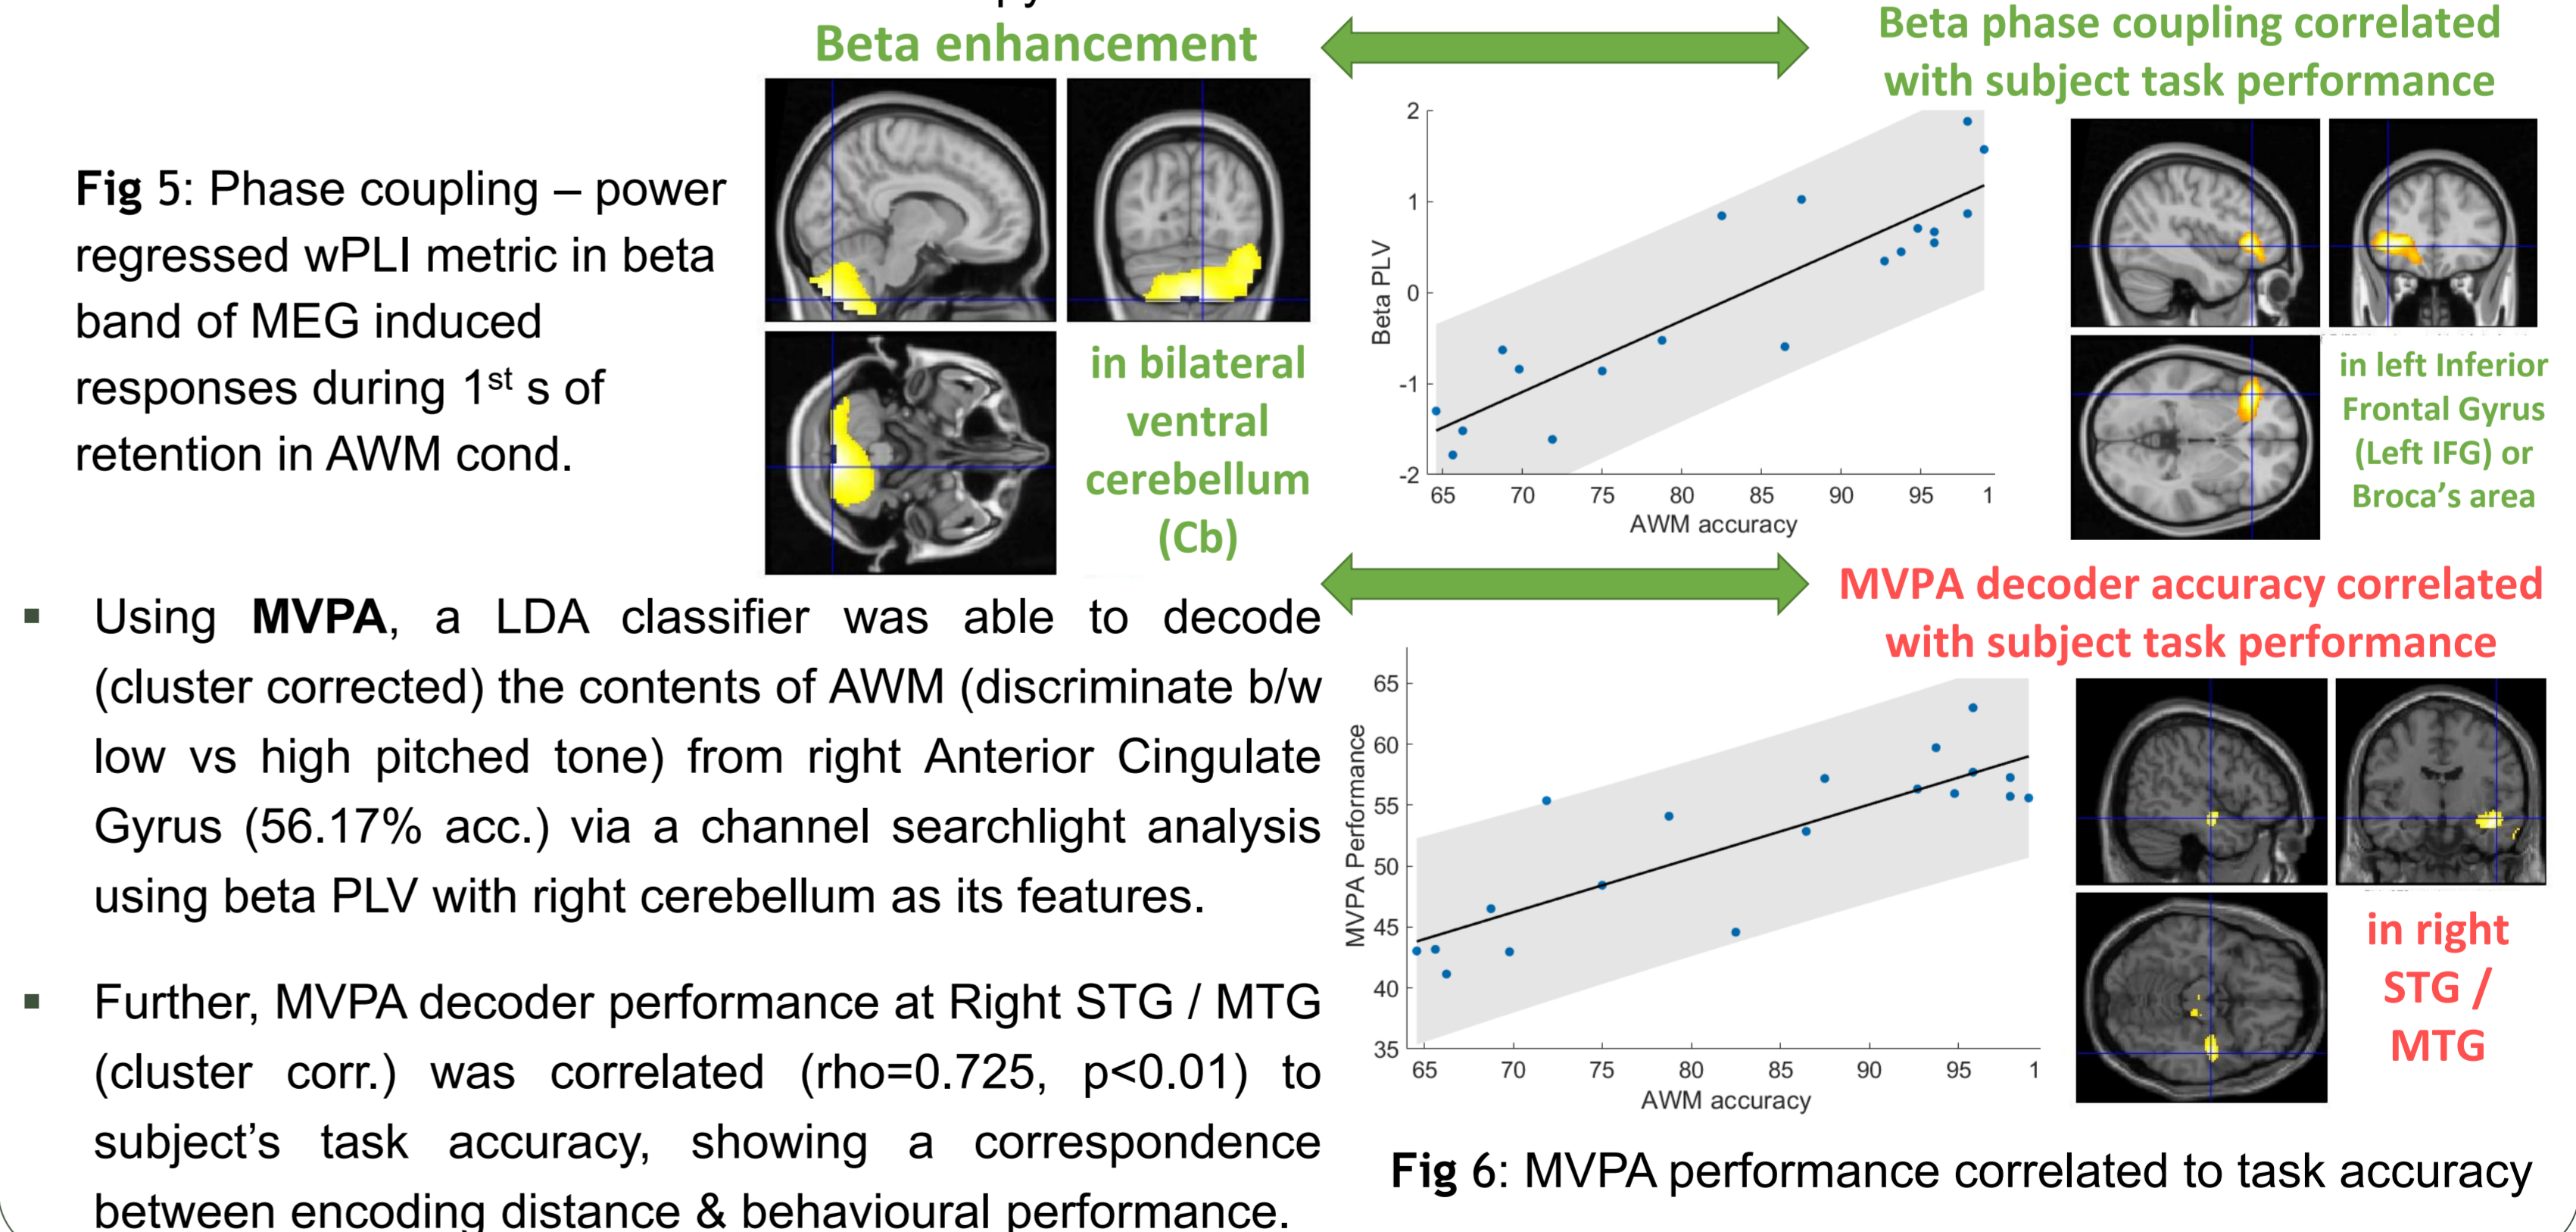 Beta enhancement
Beta phase coupling correlated
with subject task performance
Fig 5: Phase coupling – power
regressed wPLI metric in beta
band of MEG induced
responses during 1st s of
retention in AWM cond.
in bilateral
ventral
cerebellum
(Cb)
2
1
0
-1
-2
Beta PLV
65 70 75 80 85 90 95 1
AWM accuracy
in left Inferior
Frontal Gyrus
(Left IFG) or
Broca’s area
▪ Using MVPA, a LDA classifier was able to decode
(cluster corrected) the contents of AWM (discriminate b/w
low vs high pitched tone) from right Anterior Cingulate
Gyrus (56.17% acc.) via a channel searchlight analysis
using beta PLV with right cerebellum as its features.
▪ Further, MVPA decoder performance at Right STG / MTG
(cluster corr.) was correlated (rho=0.725, p<0.01) to
subject’s task accuracy, showing a correspondence
between encoding distance & behavioural performance.
MVPA decoder accuracy correlated
with subject task performance
65
60
55
50
45
40
35
MVPA Performance
65 70 75 80 85 90 95 1
AWM accuracy
in right
STG /
MTG
Fig 6: MVPA performance correlated to task accuracy